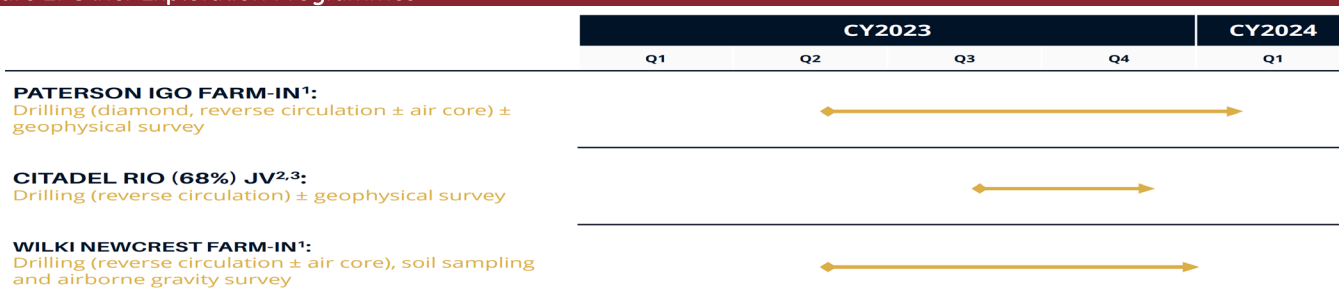 CY2023 CY2024
Q1 Q2 Q3 Q4 Q1
PATERSON IGO FARM-IN¹:
Drilling (diamond, reverse circulation ± air core) ±
geophysical survey
CITADEL RIO (68%) JV²,³:
Drilling (reverse circulation) ± geophysical survey
WILKI NEWCREST FARM-IN¹:
Drilling (reverse circulation ± air core), soil sampling
and airborne gravity survey